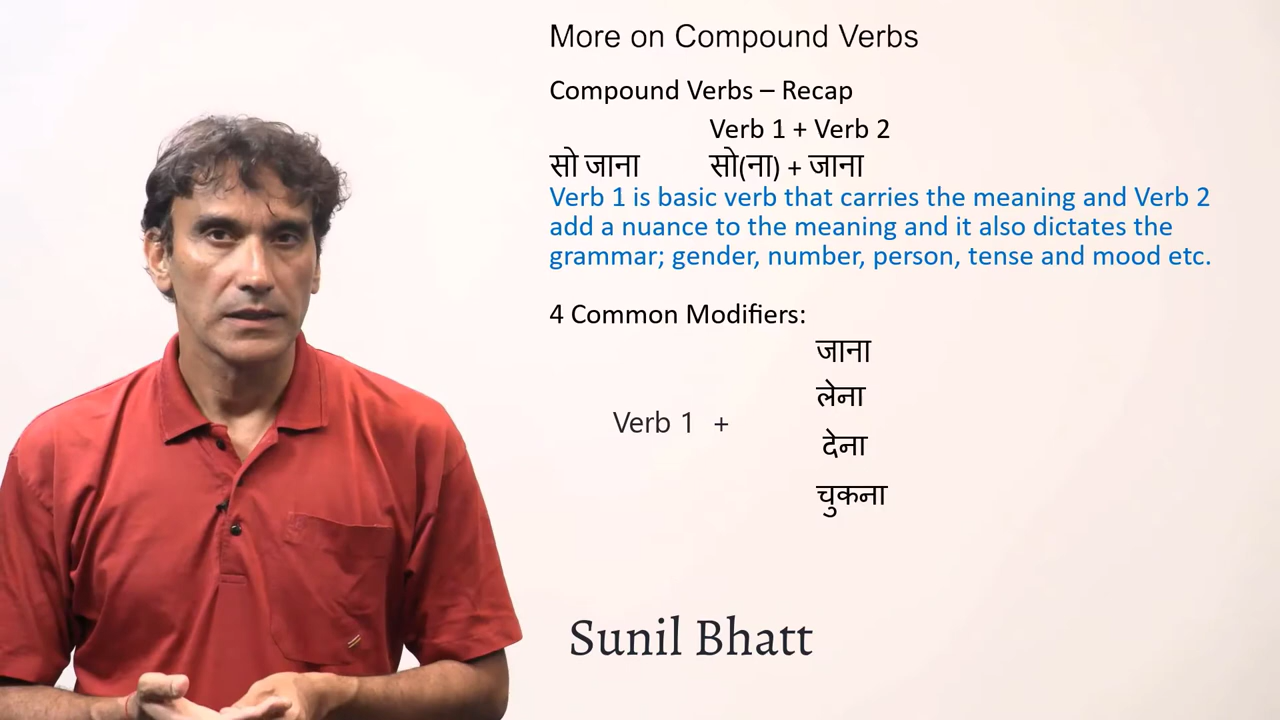 More on Compound Verbs
Compound Verbs – Recap
Verb 1 + Verb 2
सो जाना सो(ना) + जाना
Verb 1 is basic verb that carries the meaning and Verb 2
add a nuance to the meaning and it also dictates the
grammar; gender, number, person, tense and mood etc.
4 Common Modifiers:
जाना
लेना
Verb 1 +
देना
चुकना
Sunil Bhatt